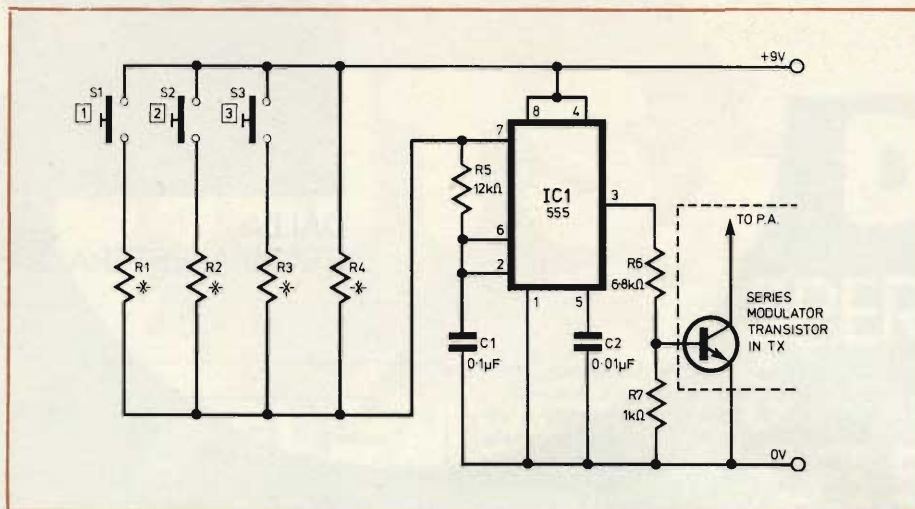 +9V
S1
1
S2
2
S3
3
8
4
7
R5
12kΩ
IC1
555
3
TO P.A.
6
R1
R2
R3
R4
2
R6
6·8kΩ
SERIES
MODULATOR
TRANSISTOR
IN TX
1
5
C1
0·1µF
C2
0·01µF
R7
1kΩ
0V